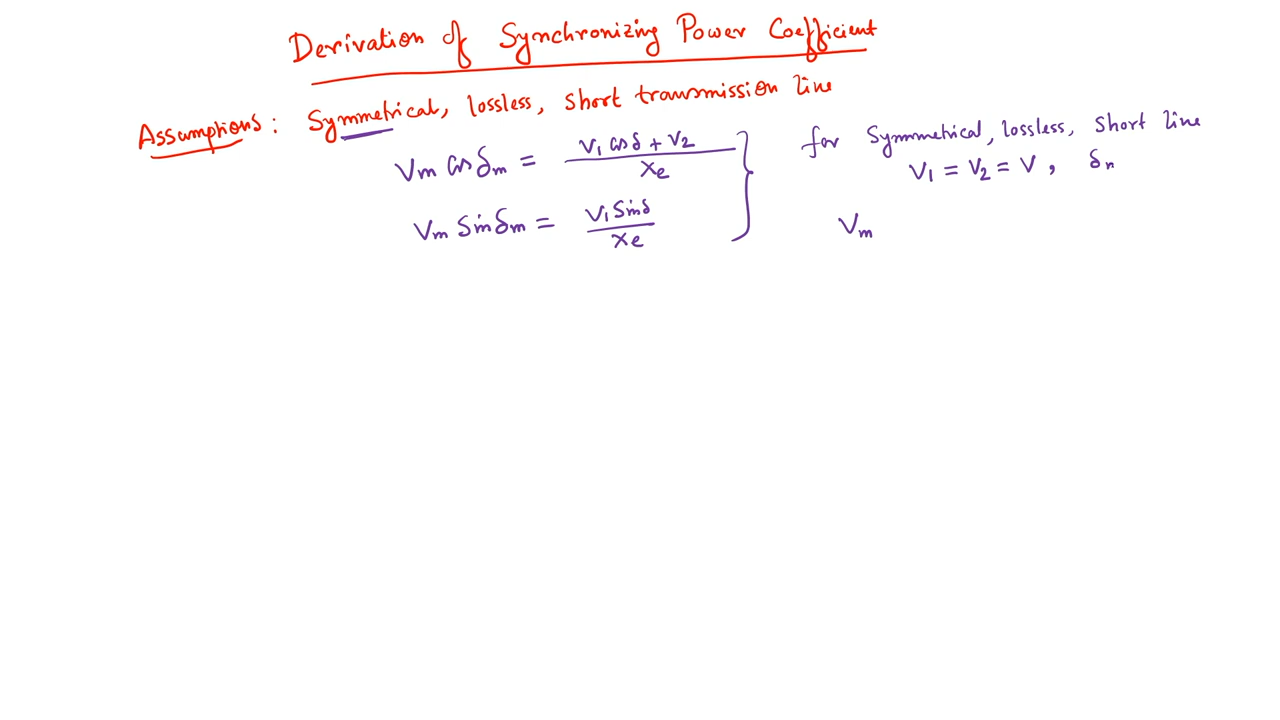 Derivation of Synchronizing Power Coefficient
Assumptions : Symmetrical, lossless, short transmission line
Vm cos δm = (V1 cos δ + V2) / Xe
for Symmetrical, lossless, short line
V1 = V2 = V, δn
Vm Sin δm = (V1 Sin δ) / Xe
Vm